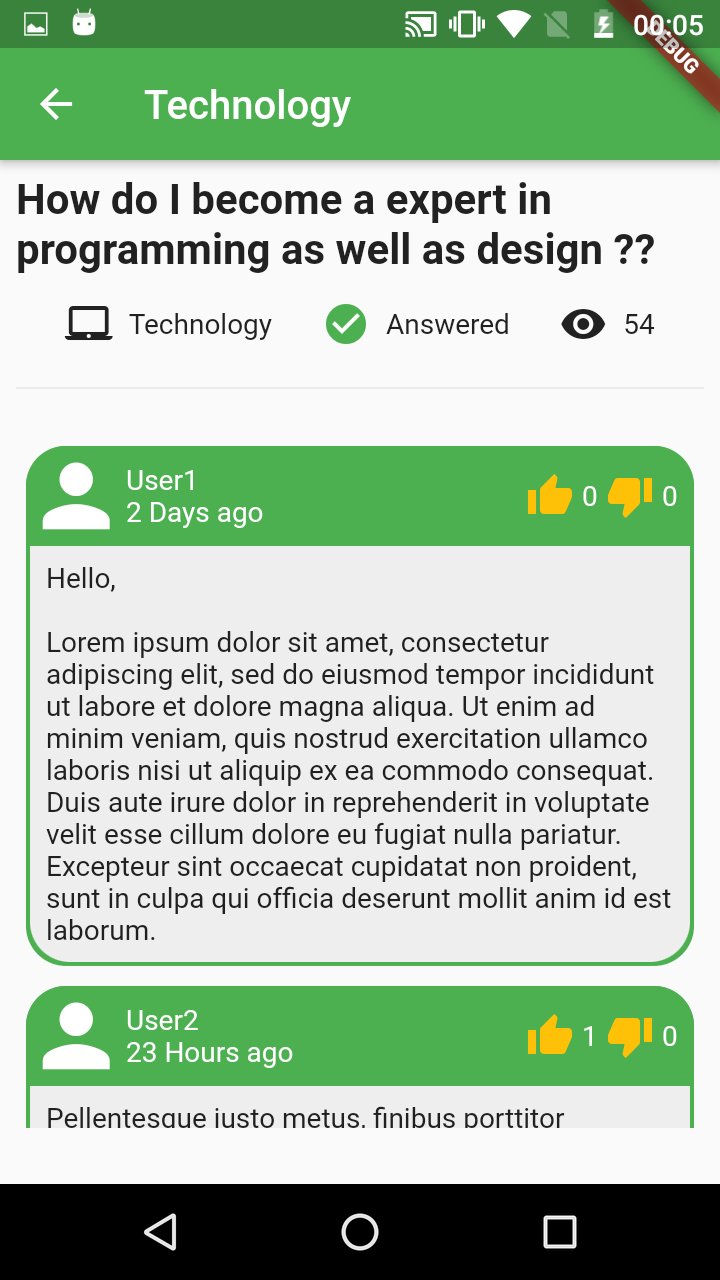 00:05
DEBUG
Technology
How do I become a expert in
programming as well as design ??
Technology Answered 54
User1
2 Days ago
0 0
Hello,
Lorem ipsum dolor sit amet, consectetur
adipiscing elit, sed do eiusmod tempor incididunt
ut labore et dolore magna aliqua. Ut enim ad
minim veniam, quis nostrud exercitation ullamco
laboris nisi ut aliquip ex ea commodo consequat.
Duis aute irure dolor in reprehenderit in voluptate
velit esse cillum dolore eu fugiat nulla pariatur.
Excepteur sint occaecat cupidatat non proident,
sunt in culpa qui officia deserunt mollit anim id est
laborum.
User2
23 Hours ago
1 0
Pellentesque justo metus, finibus porttitor